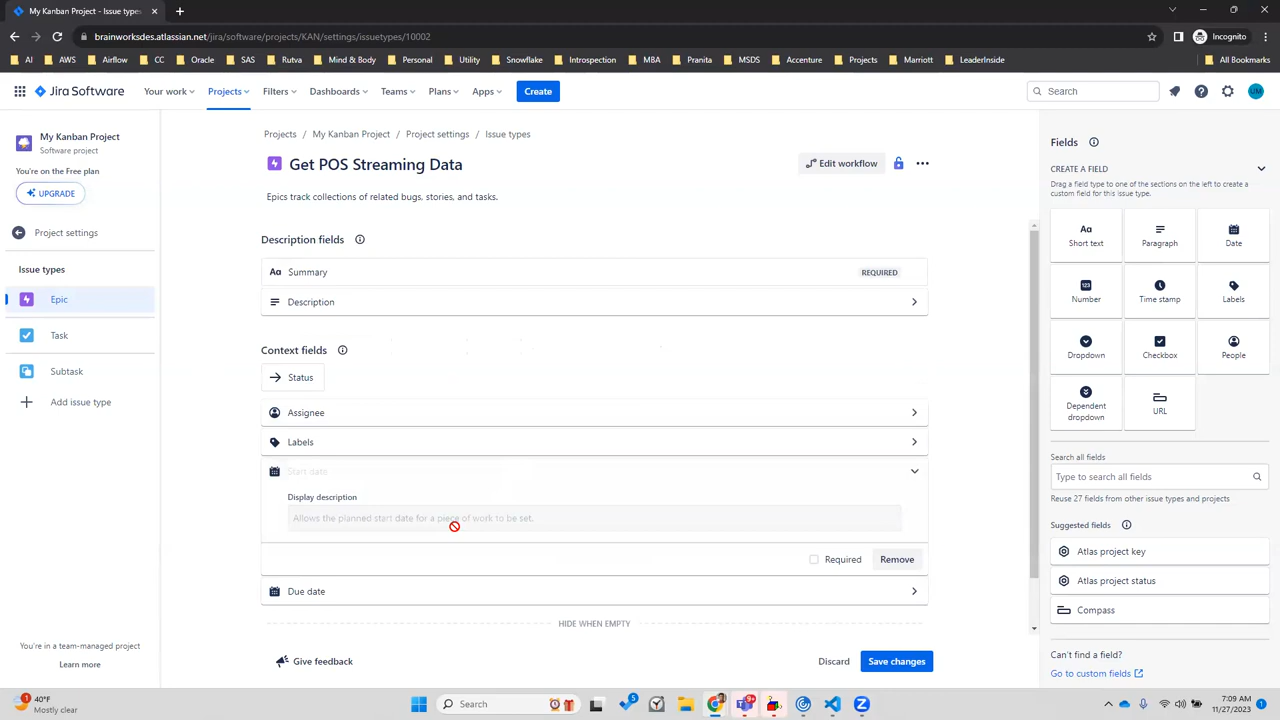 My Kanban Project - Issue types
brainworksdes.atlassian.net/jira/software/projects/KAN/settings/issuetypes/10002
Incognito
AI AWS Airflow CC Oracle SAS Rutva Mind & Body Personal Utility Snowflake Introspection MBA Pranita MSDS Accenture Projects Marriott LeaderInside All Bookmarks
Jira Software Your work Projects Filters Dashboards Teams Plans Apps Create Search UM
My Kanban Project
Software project
You're on the Free plan
UPGRADE
Project settings
Issue types
Epic
Task
Subtask
Add issue type
You're in a team-managed project
Learn more
Projects / My Kanban Project / Project settings / Issue types
Get POS Streaming Data
Edit workflow
Epics track collections of related bugs, stories, and tasks.
Description fields
Aa Summary REQUIRED
Description
Context fields
Status
Assignee
Labels
Start date
Display description
Allows the planned start date for a piece of work to be set.
Required Remove
Due date
HIDE WHEN EMPTY
Give feedback Discard Save changes
Fields
CREATE A FIELD
Drag a field type to one of the sections on the left to create a
custom field for this issue type.
Aa
Short text Paragraph Date
123
Number Time stamp Labels
Dropdown Checkbox People
Dependent
dropdown
URL
Search all fields
Type to search all fields
Reuse 27 fields from other issue types and projects
Suggested fields
Atlas project key
Atlas project status
Compass
Can't find a field?
Go to custom fields
1
40°F
Mostly clear
Search
5
9+
7:09 AM
11/27/2023
1